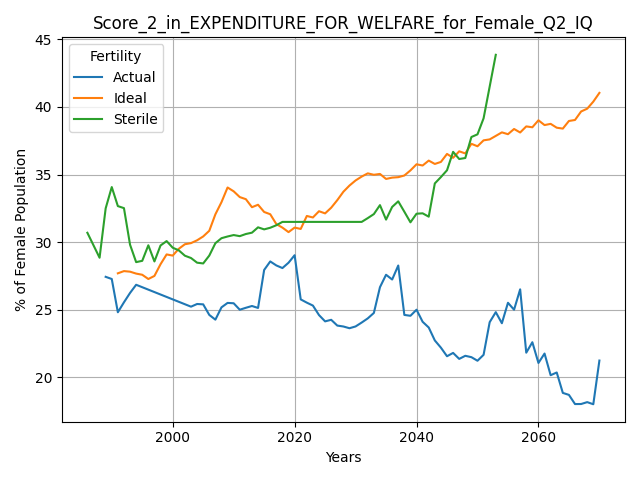 Score_2_in_EXPENDITURE_FOR_WELFARE_for_Female_Q2_IQ
Fertility
Actual
Ideal
Sterile
% of Female Population
45
40
35
30
25
20
2000
2020
2040
2060
Years